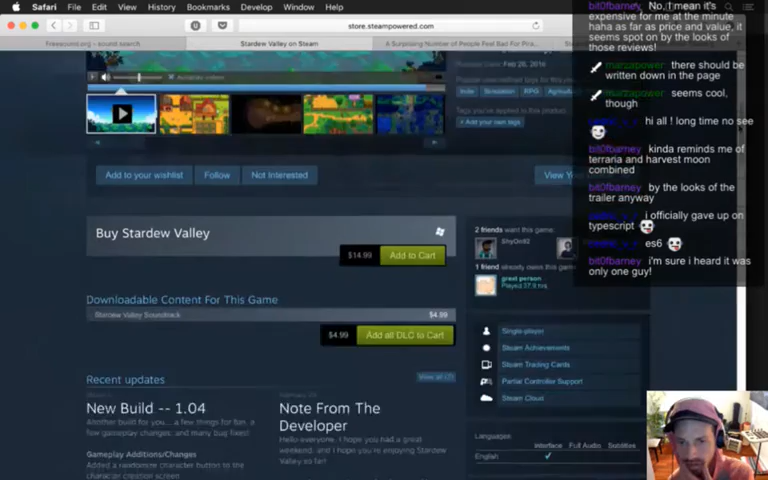 Safari File Edit View History Bookmarks Develop Window Help
store.steampowered.com
Freesound.org - sound search
Stardew Valley on Steam
A Surprising Number of People Feel Bad For Pira...
Feb 26, 2016
Indie Simulation RPG
+ Add your own tags
Add to your wishlist Follow Not Interested
Buy Stardew Valley
$14.99 Add to Cart
Downloadable Content For This Game
Stardew Valley Soundtrack $4.99
$4.99 Add all DLC to Cart
Recent updates
View all
New Build -- 1.04
Another build for you... a few things for fun, a
few gameplay changes, and many bug fixes!
Gameplay Additions/Changes
Added a randomize character button to the
character creation screen
Note From The
Developer
Hello everyone, I hope you had a great
weekend, and I hope you're enjoying Stardew
Valley so far!
2 friends want this game:
ShyGn82
1 friend already owns this game
grexl person
Single-player
Steam Achievements
Steam Trading Cards
Partial Controller Support
Steam Cloud
Languages
Interface Full Audio Subtitles
English
bit0fbarney No, I mean it's
expensive for me at the minute
haha as far as price and value, it
seems spot on by the looks of
those reviews!
marzapower there should be
written down in the page
marzapower seems cool,
though
hi all ! long time no see
bit0fbarney kinda reminds me of
terraria and harvest moon
combined
bit0fbarney by the looks of the
trailer anyway
i officially gave up on
typescript
es6
bit0fbarney i'm sure i heard it was
only one guy!